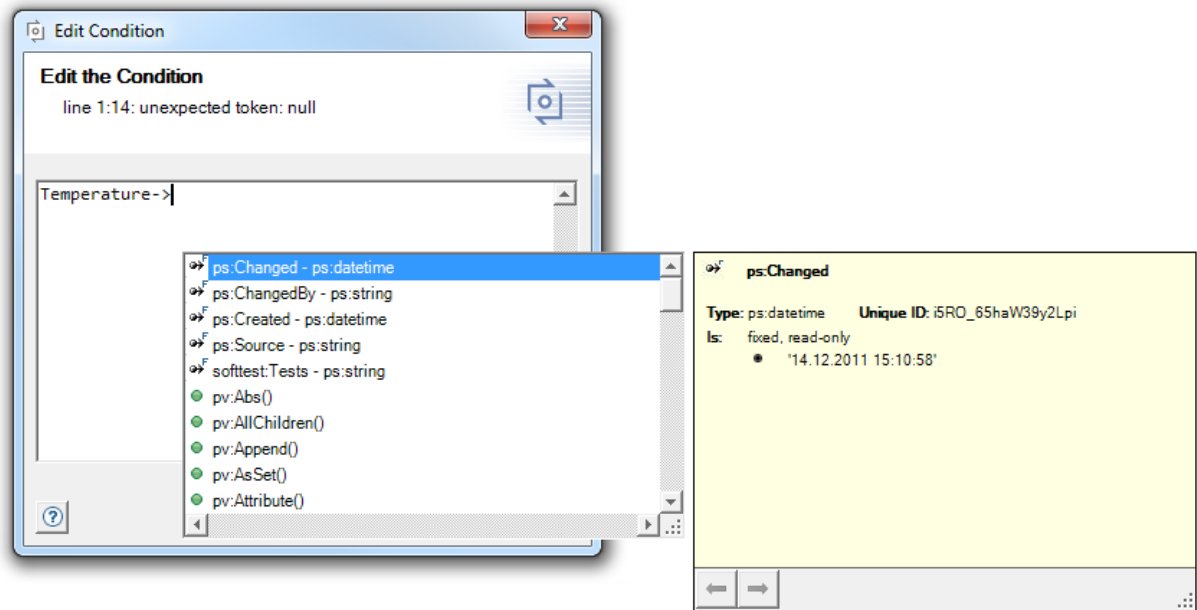 Edit Condition
Edit the Condition
line 1:14: unexpected token: null
Temperature->
ps:Changed - ps:datetime
ps:ChangedBy - ps:string
ps:Created - ps:datetime
ps:Source - ps:string
softtest:Tests - ps:string
pv:Abs()
pv:AllChildren()
pv:Append()
pv:AsSet()
pv:Attribute()
ps:Changed
Type: ps:datetime Unique ID: i5RO_65haW39y2Lpi
Is: fixed, read-only
'14.12.2011 15:10:58'